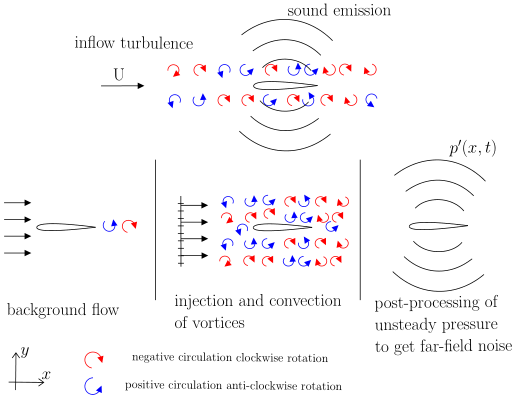 sound emission
inflow turbulence
U
p′(x, t)
background flow
injection and convection
of vortices
post-processing of
unsteady pressure
to get far-field noise
y
x
negative circulation clockwise rotation
positive circulation anti-clockwise rotation